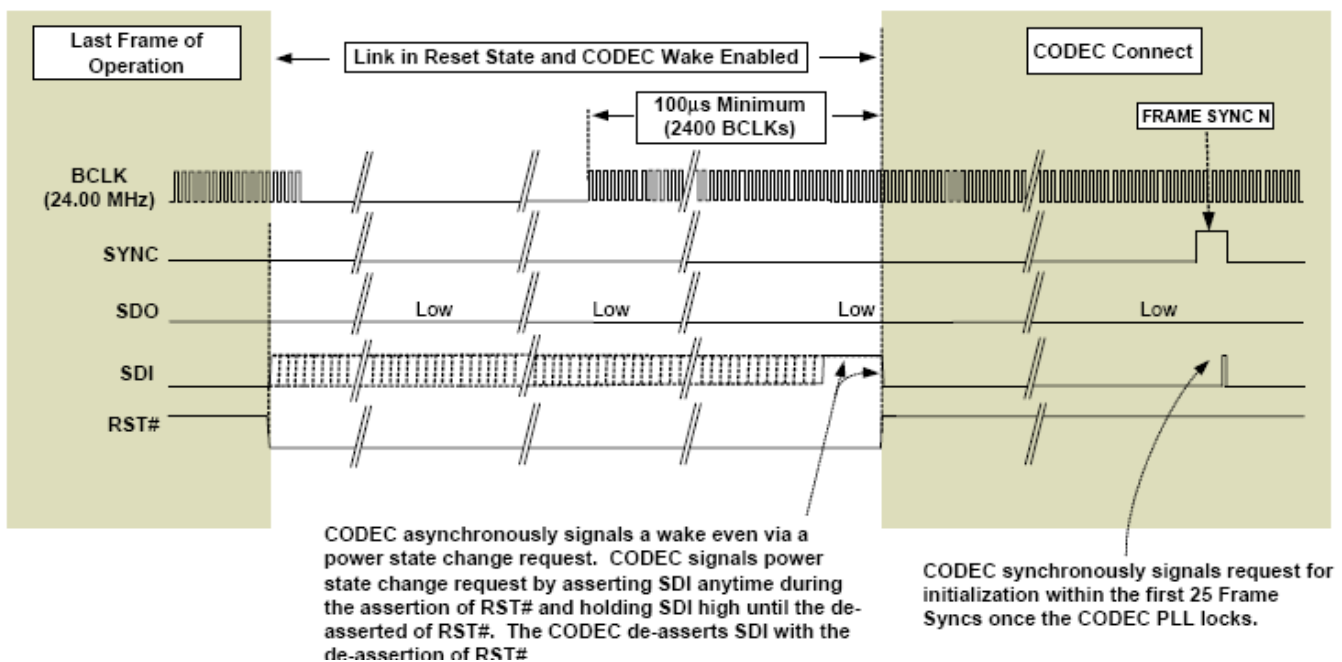 Last Frame of
Operation
Link in Reset State and CODEC Wake Enabled
CODEC Connect
100µs Minimum
(2400 BCLKs)
FRAME SYNC N
BCLK
(24.00 MHz)
SYNC
SDO
Low
Low
Low
Low
SDI
RST#
CODEC asynchronously signals a wake even via a
power state change request. CODEC signals power
state change request by asserting SDI anytime during
the assertion of RST# and holding SDI high until the de-
asserted of RST#. The CODEC de-asserts SDI with the
de-assertion of RST#
CODEC synchronously signals request for
initialization within the first 25 Frame
Syncs once the CODEC PLL locks.